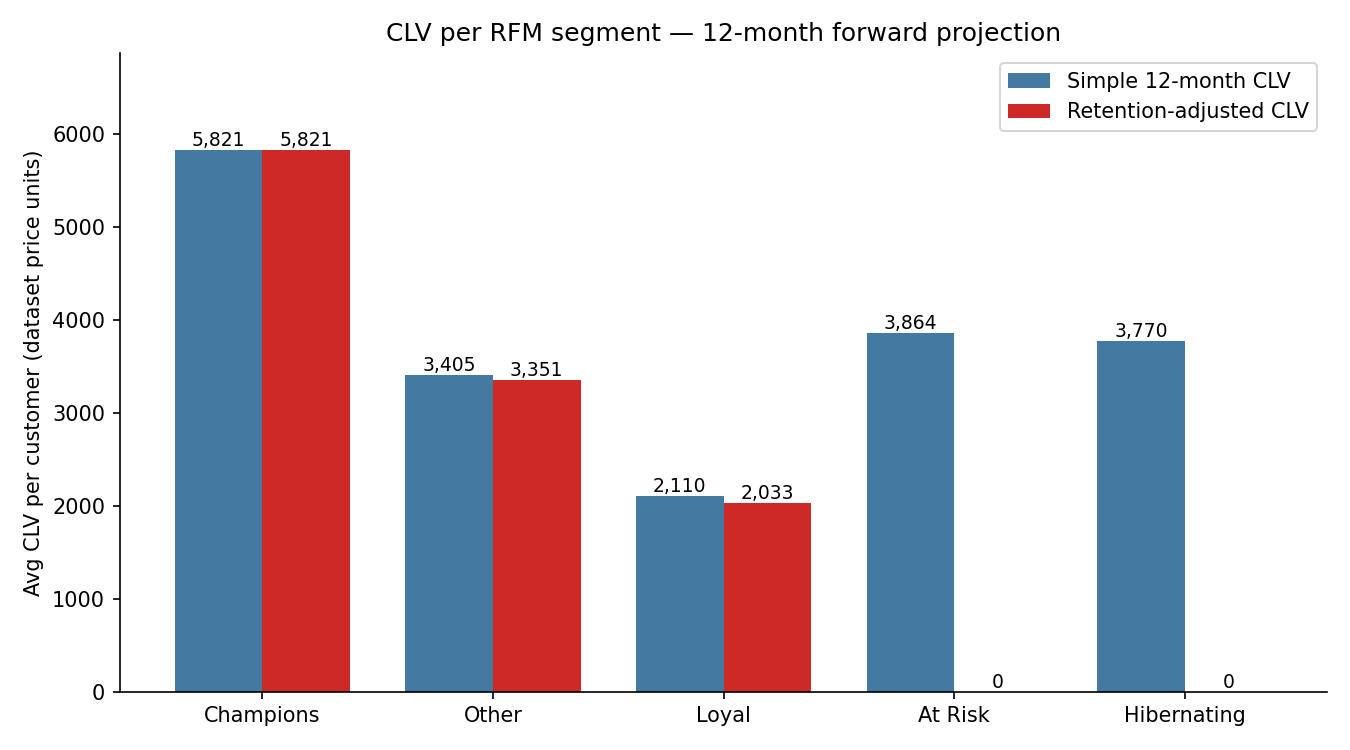 CLV per RFM segment — 12-month forward projection
Simple 12-month CLV
Retention-adjusted CLV
Avg CLV per customer (dataset price units)
6000
5000
4000
3000
2000
1000
0
5,821
5,821
3,405
3,351
2,110
2,033
3,864
0
3,770
0
Champions
Other
Loyal
At Risk
Hibernating